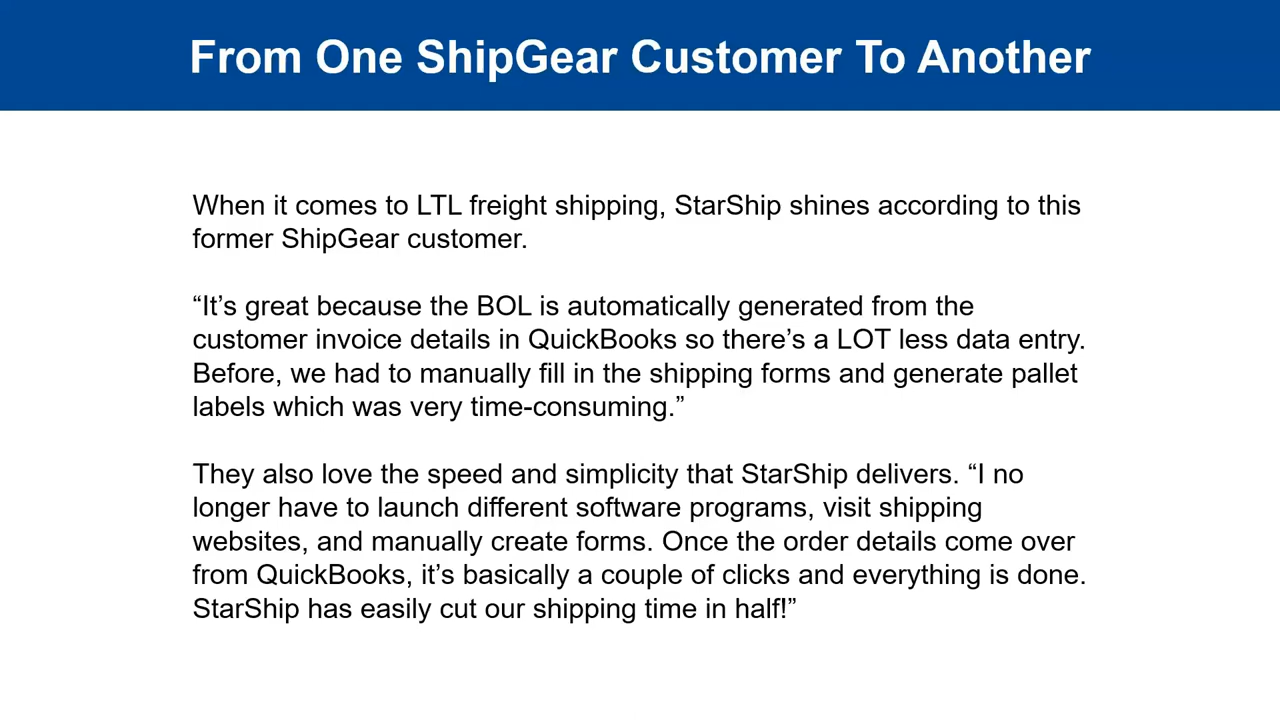 From One ShipGear Customer To Another
When it comes to LTL freight shipping, StarShip shines according to this
former ShipGear customer.
“It’s great because the BOL is automatically generated from the
customer invoice details in QuickBooks so there’s a LOT less data entry.
Before, we had to manually fill in the shipping forms and generate pallet
labels which was very time-consuming.”
They also love the speed and simplicity that StarShip delivers. “I no
longer have to launch different software programs, visit shipping
websites, and manually create forms. Once the order details come over
from QuickBooks, it’s basically a couple of clicks and everything is done.
StarShip has easily cut our shipping time in half!”